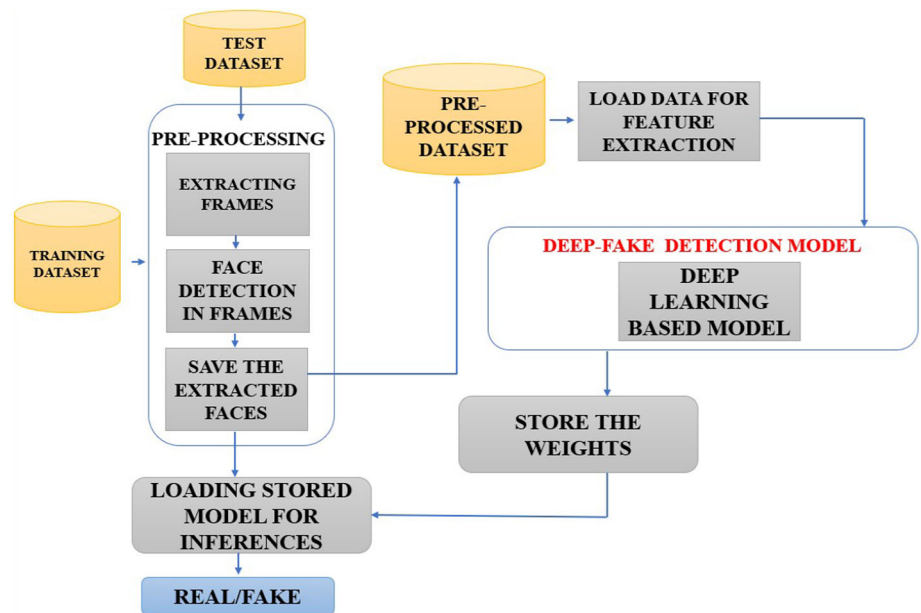 TEST
DATASET
PRE-PROCESSING
EXTRACTING
FRAMES
FACE
DETECTION
IN FRAMES
SAVE THE
EXTRACTED
FACES
TRAINING
DATASET
PRE-
PROCESSED
DATASET
LOAD DATA FOR
FEATURE
EXTRACTION
DEEP-FAKE DETECTION MODEL
DEEP
LEARNING
BASED MODEL
STORE THE
WEIGHTS
LOADING STORED
MODEL FOR
INFERENCES
REAL/FAKE